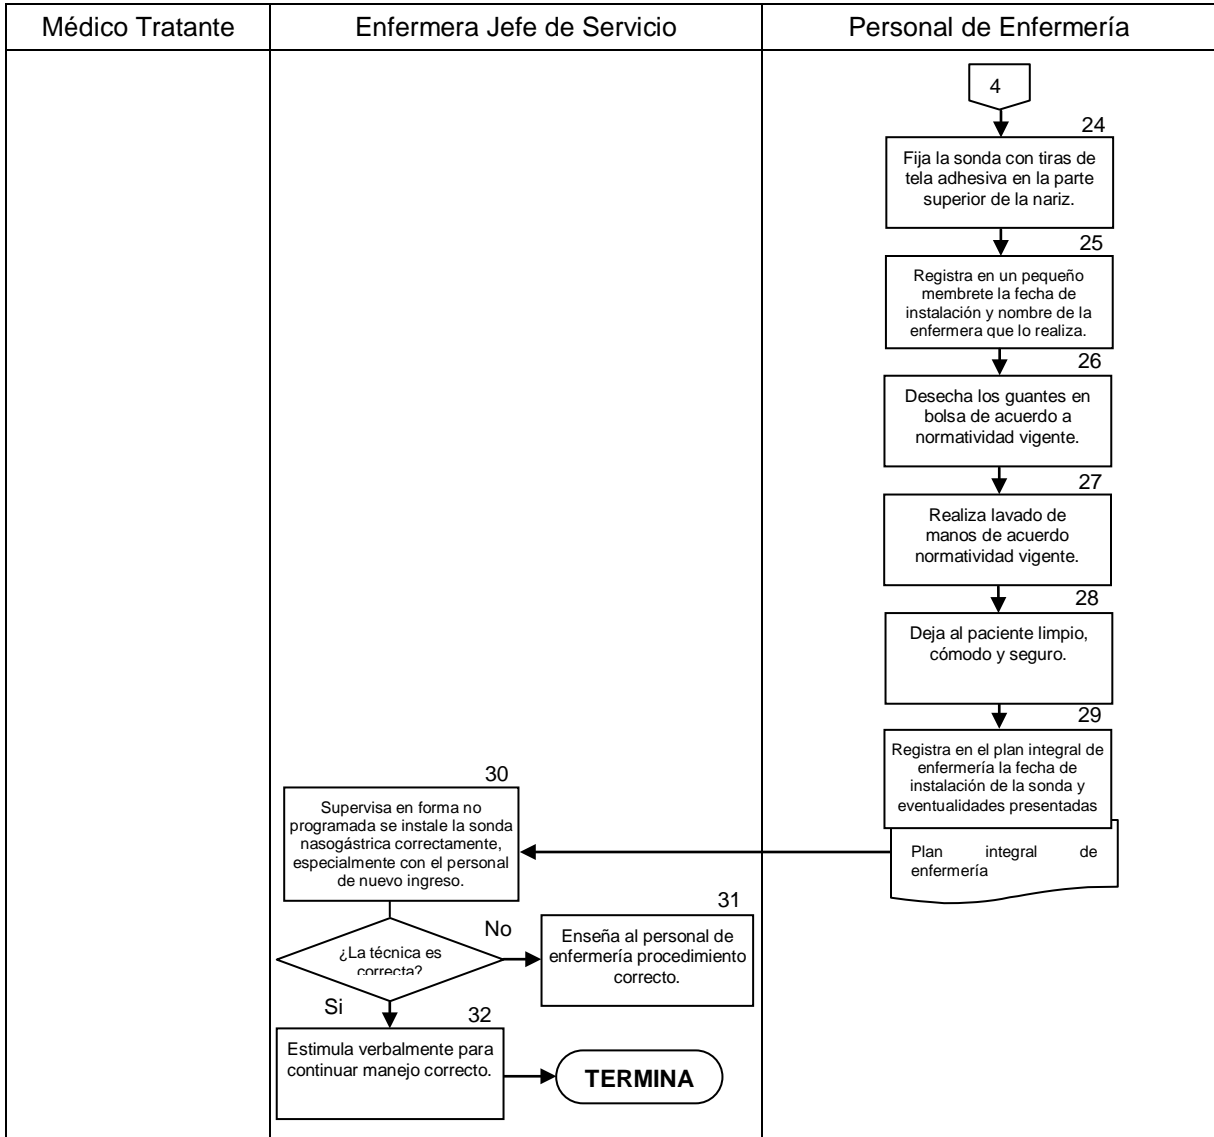 Médico Tratante
Enfermera Jefe de Servicio
Personal de Enfermería
4
24
Fija la sonda con tiras de
tela adhesiva en la parte
superior de la nariz.
25
Registra en un pequeño
membrete la fecha de
instalación y nombre de la
enfermera que lo realiza.
26
Desecha los guantes en
bolsa de acuerdo a
normatividad vigente.
27
Realiza lavado de
manos de acuerdo
normatividad vigente.
28
Deja al paciente limpio,
cómodo y seguro.
29
Registra en el plan integral de
enfermería la fecha de
instalación de la sonda y
eventualidades presentadas
Plan integral de
enfermería
30
Supervisa en forma no
programada se instale la sonda
nasogástrica correctamente,
especialmente con el personal
de nuevo ingreso.
¿La técnica es
correcta?
No
31
Enseña al personal de
enfermería procedimiento
correcto.
Si
32
Estimula verbalmente para
continuar manejo correcto.
TERMINA